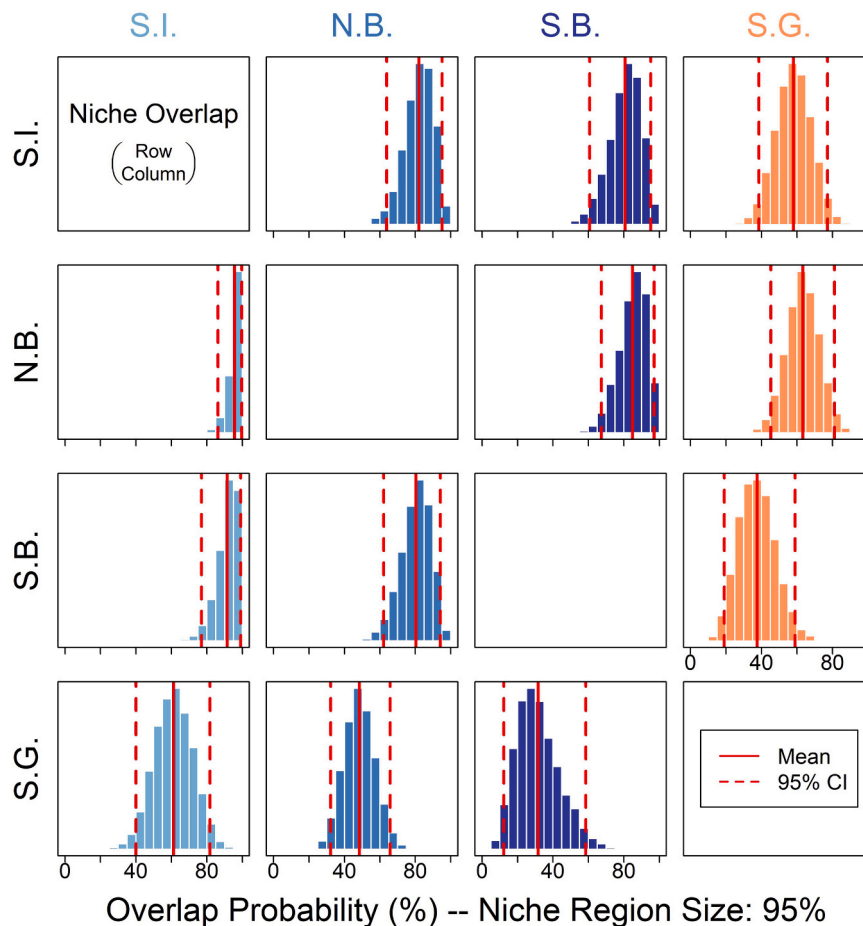 S.I. N.B. S.B. S.G.
S.I.
Niche Overlap
(Row
Column)
N.B.
S.B.
0 40 80
S.G.
Mean
95% CI
0 40 80 0 40 80 0 40 80
Overlap Probability (%) -- Niche Region Size: 95%